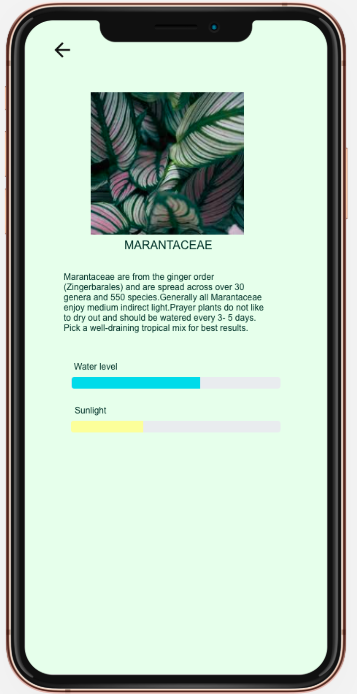 MARANTACEAE
Marantaceae are from the ginger order
(Zingerbarales) and are spread across over 30
genera and 550 species.Generally all Marantaceae
enjoy medium indirect light.Prayer plants do not like
to dry out and should be watered every 3- 5 days.
Pick a well-draining tropical mix for best results.
Water level
Sunlight